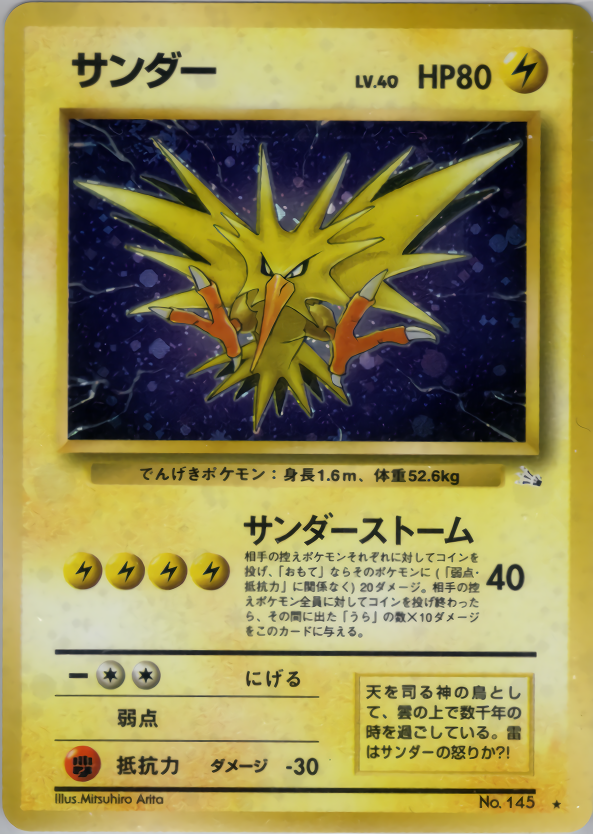 サンダー
LV.40 HP80
でんげきポケモン：身長1.6m、体重52.6kg
サンダーストーム
相手の控えポケモンそれぞれに対してコインを
投げ、「おもて」ならそのポケモンに (「弱点・
抵抗力」に関係なく) 20ダメージ。相手の控
えポケモン全員に対してコインを投げ終わった
ら、その間に出た「うら」の数×10ダメージ
をこのカードに与える。
40
にげる
弱点
抵抗力 ダメージ -30
天を司る神の鳥とし
て、雲の上で数千年の
時を過ごしている。雷
はサンダーの怒りか?!
Illus.Mitsuhiro Arita
No. 145